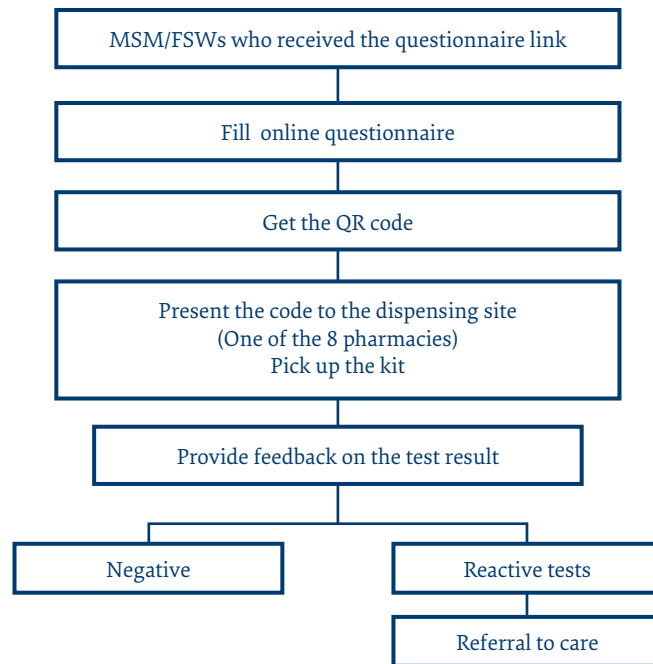 MSM/FSWs who received the questionnaire link
Fill online questionnaire
Get the QR code
Present the code to the dispensing site
(One of the 8 pharmacies)
Pick up the kit
Provide feedback on the test result
Negative
Reactive tests
Referral to care